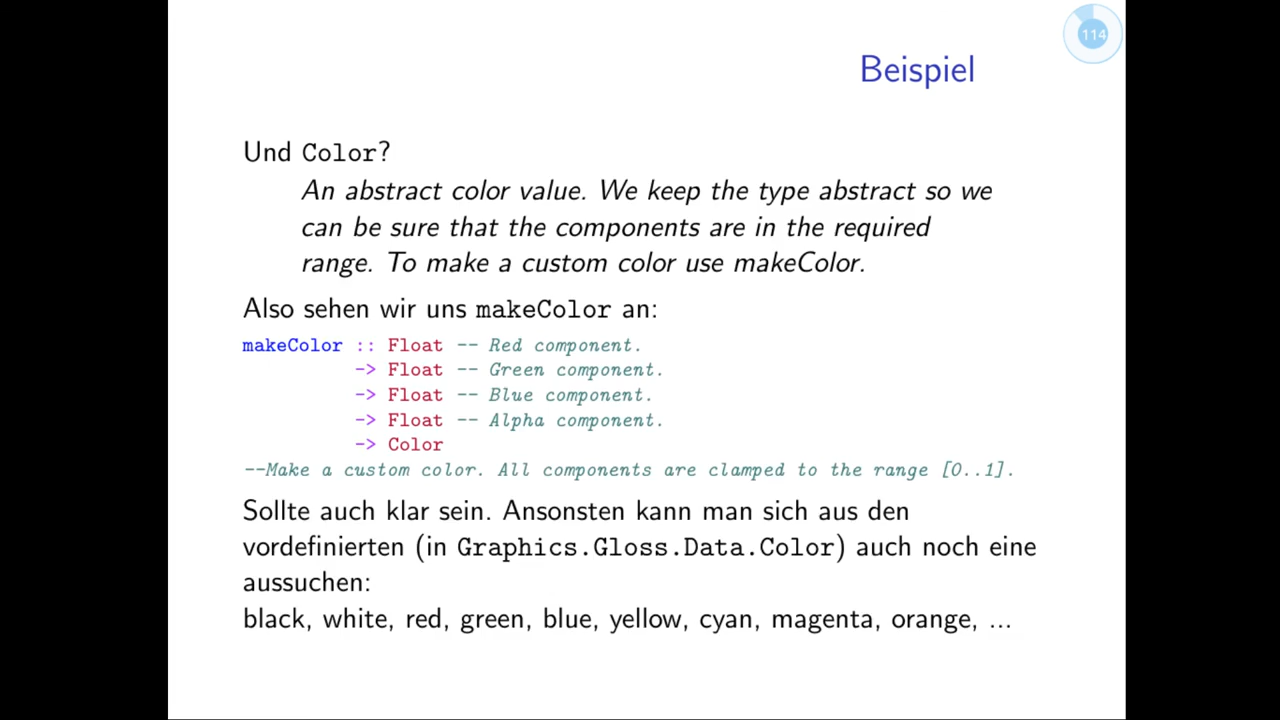 114
Beispiel
Und Color?
An abstract color value. We keep the type abstract so we
can be sure that the components are in the required
range. To make a custom color use makeColor.
Also sehen wir uns makeColor an:
makeColor :: Float -- Red component.
-> Float -- Green component.
-> Float -- Blue component.
-> Float -- Alpha component.
-> Color
--Make a custom color. All components are clamped to the range [0..1].
Sollte auch klar sein. Ansonsten kann man sich aus den
vordefinierten (in Graphics.Gloss.Data.Color) auch noch eine
aussuchen:
black, white, red, green, blue, yellow, cyan, magenta, orange, ...